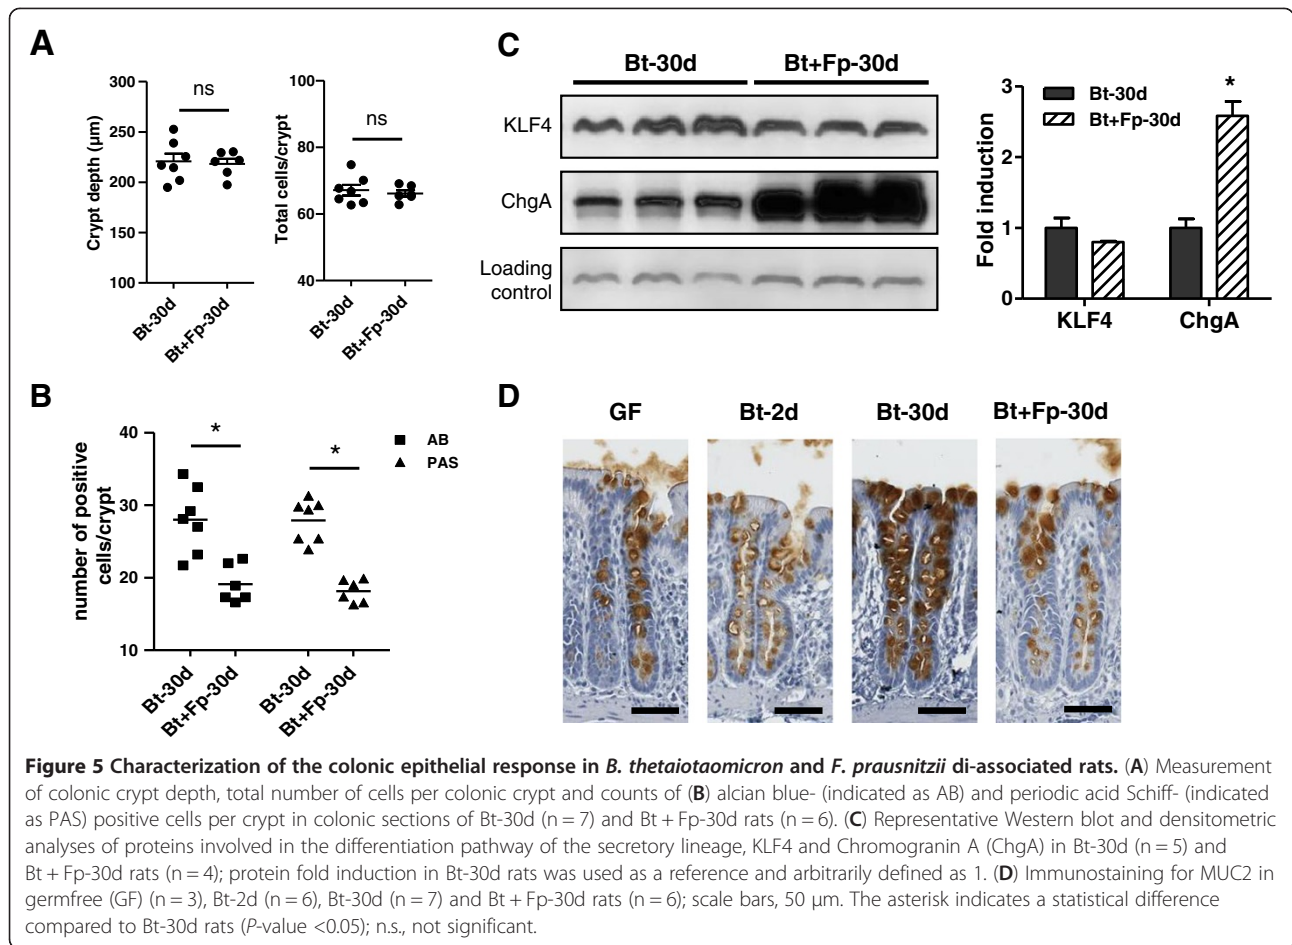 A
300
250
200
150
100
Crypt depth (µm)
ns
Bt-30d
Bt+Fp-30d
100
80
60
40
Total cells/crypt
ns
Bt-30d
Bt+Fp-30d
C
Bt-30d
Bt+Fp-30d
KLF4
ChgA
Loading
control
3
2
1
0
Fold induction
Bt-30d
Bt+Fp-30d
*
KLF4
ChgA
B
40
30
20
10
number of positive
cells/crypt
*
*
AB
PAS
Bt-30d
Bt+Fp-30d
Bt-30d
Bt+Fp-30d
D
GF
Bt-2d
Bt-30d
Bt+Fp-30d
Figure 5 Characterization of the colonic epithelial response in B. thetaiotaomicron and F. prausnitzii di-associated rats. (A) Measurement
of colonic crypt depth, total number of cells per colonic crypt and counts of (B) alcian blue- (indicated as AB) and periodic acid Schiff- (indicated
as PAS) positive cells per crypt in colonic sections of Bt-30d (n = 7) and Bt + Fp-30d rats (n = 6). (C) Representative Western blot and densitometric
analyses of proteins involved in the differentiation pathway of the secretory lineage, KLF4 and Chromogranin A (ChgA) in Bt-30d (n = 5) and
Bt + Fp-30d rats (n = 4); protein fold induction in Bt-30d rats was used as a reference and arbitrarily defined as 1. (D) Immunostaining for MUC2 in
germfree (GF) (n = 3), Bt-2d (n = 6), Bt-30d (n = 7) and Bt + Fp-30d rats (n = 6); scale bars, 50 µm. The asterisk indicates a statistical difference
compared to Bt-30d rats (P-value <0.05); n.s., not significant.